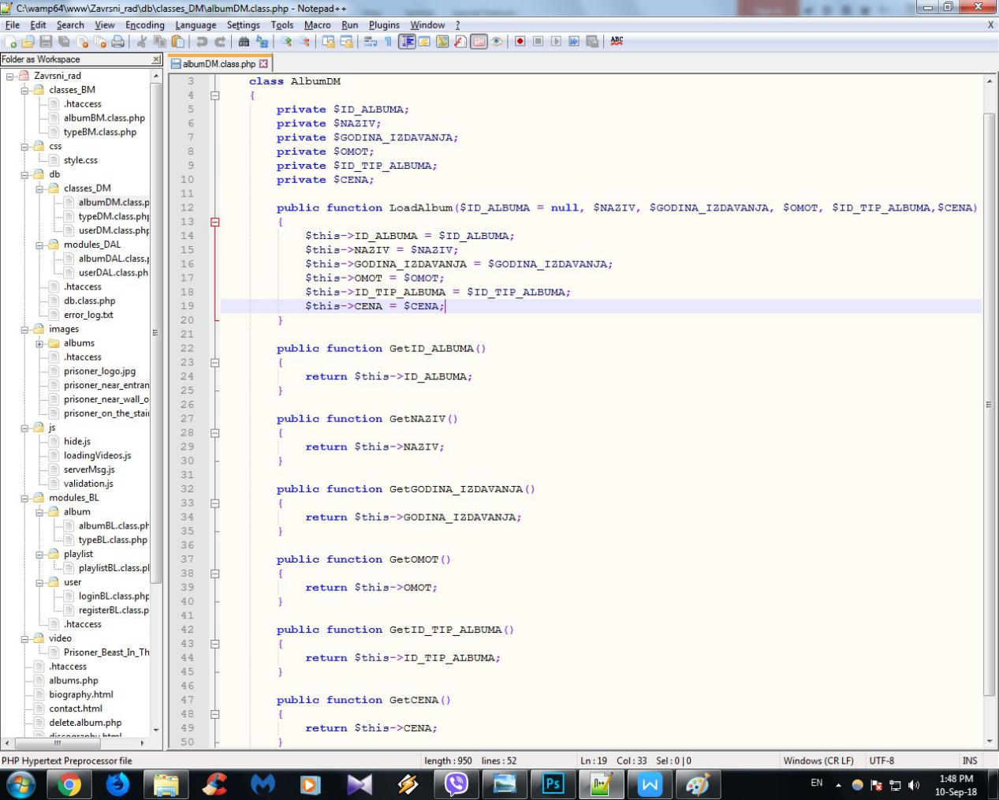 C:\wamp64\www\Zavrsni_rad\db\classes_DM\albumDM.class.php - Notepad++
File Edit Search View Encoding Language Settings Tools Macro Run Plugins Window ? X
ABC
Folder as Workspace
albumDM.class.php
Zavrsni_rad
classes_BM
.htaccess
albumBM.class.php
typeBM.class.php
css
style.css
db
classes_DM
albumDM.class.p
typeDM.class.php
userDM.class.php
modules_DAL
albumDAL.class.p
userDAL.class.ph
.htaccess
db.class.php
error_log.txt
images
albums
.htaccess
prisoner_logo.jpg
prisoner_near_entran
prisoner_near_wall_o
prisoner_on_the_stai
js
hide.js
loadingVideos.js
serverMsg.js
validation.js
modules_BL
album
albumBL.class.ph
typeBL.class.php
playlist
playlistBL.class.pl
user
loginBL.class.php
registerBL.class.p
.htaccess
video
Prisoner_Beast_In_Th
.htaccess
albums.php
biography.html
contact.html
delete.album.php
discography.html
3 class AlbumDM
4 {
5 private $ID_ALBUMA;
6 private $NAZIV;
7 private $GODINA_IZDAVANJA;
8 private $OMOT;
9 private $ID_TIP_ALBUMA;
10 private $CENA;
11
12 public function LoadAlbum($ID_ALBUMA = null, $NAZIV, $GODINA_IZDAVANJA, $OMOT, $ID_TIP_ALBUMA,$CENA)
13 {
14 $this->ID_ALBUMA = $ID_ALBUMA;
15 $this->NAZIV = $NAZIV;
16 $this->GODINA_IZDAVANJA = $GODINA_IZDAVANJA;
17 $this->OMOT = $OMOT;
18 $this->ID_TIP_ALBUMA = $ID_TIP_ALBUMA;
19 $this->CENA = $CENA;
20 }
21
22 public function GetID_ALBUMA()
23 {
24 return $this->ID_ALBUMA;
25 }
26
27 public function GetNAZIV()
28 {
29 return $this->NAZIV;
30 }
31
32 public function GetGODINA_IZDAVANJA()
33 {
34 return $this->GODINA_IZDAVANJA;
35 }
36
37 public function GetOMOT()
38 {
39 return $this->OMOT;
40 }
41
42 public function GetID_TIP_ALBUMA()
43 {
44 return $this->ID_TIP_ALBUMA;
45 }
46
47 public function GetCENA()
48 {
49 return $this->CENA;
50 }
PHP Hypertext Preprocessor file length : 950 lines : 52 Ln : 19 Col : 33 Sel : 0 | 0 Windows (CR LF) UTF-8 INS
Ps
EN
1:48 PM
10-Sep-18